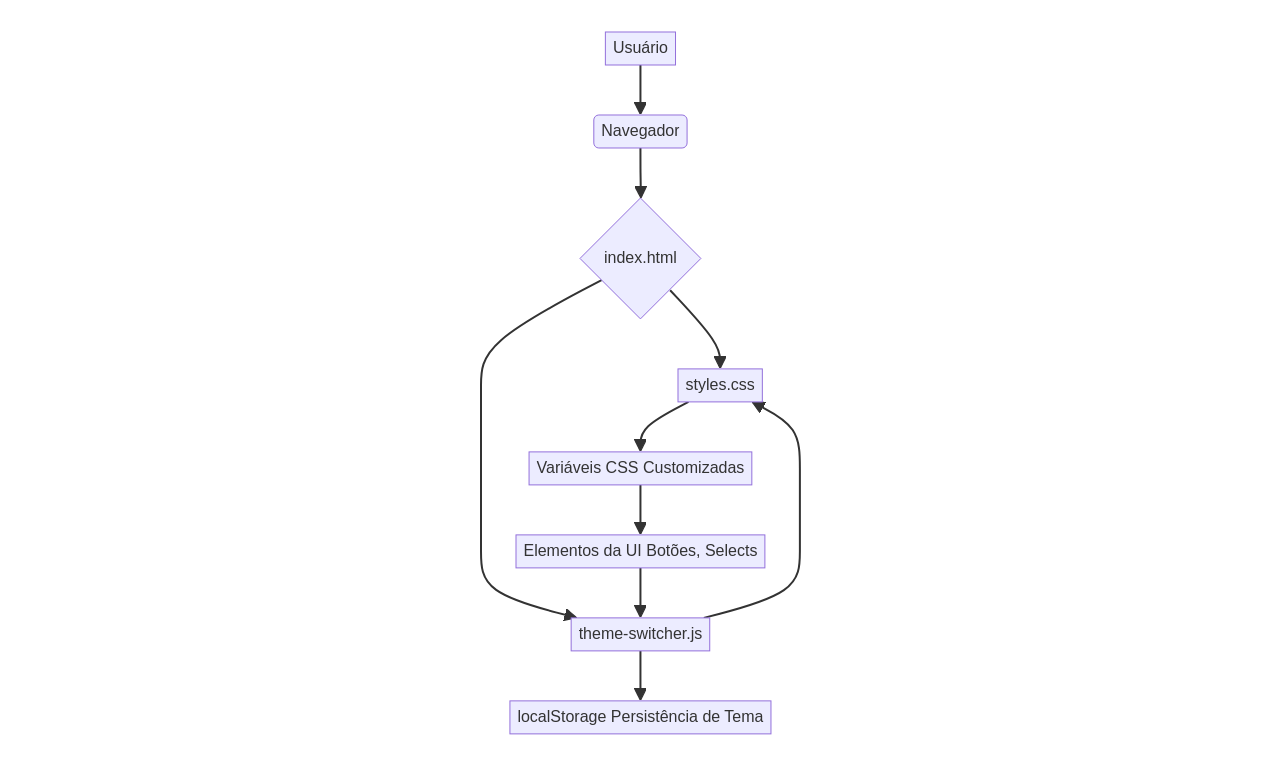 Usuário
Navegador
index.html
styles.css
Variáveis CSS Customizadas
Elementos da UI Botões, Selects
theme-switcher.js
localStorage Persistência de Tema